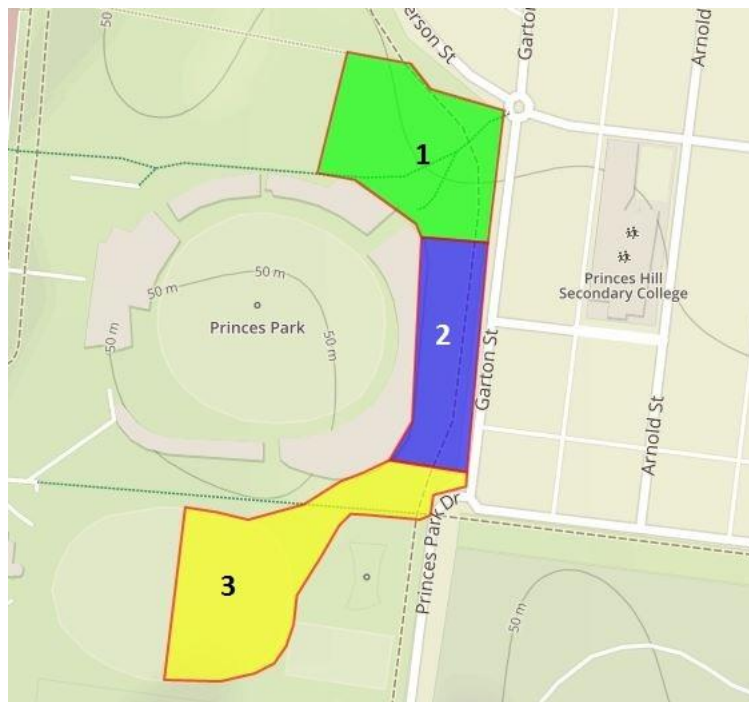 50
erson St
Garton
Arnold
1
50 m
50 m
50 m
Princes Park
2
Princes Hill
Secondary College
Garton St
Arnold St
3
Princes Park Dr
50 m